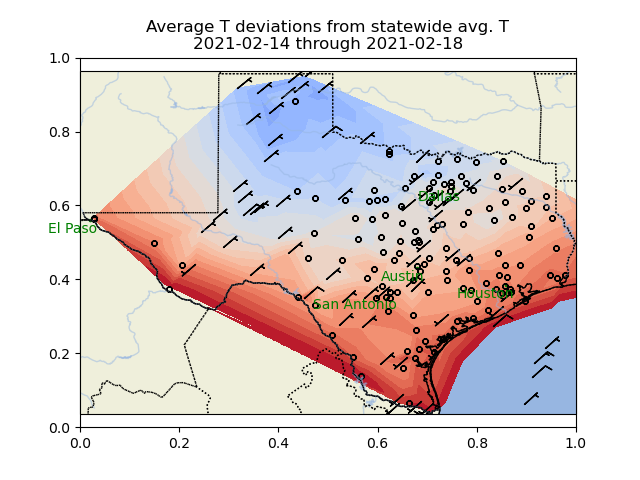 Average T deviations from statewide avg. T
2021-02-14 through 2021-02-18
1.0
0.8
0.6
0.4
0.2
0.0
El Paso
Dallas
Austin
San Antonio
Houston
0.0 0.2 0.4 0.6 0.8 1.0